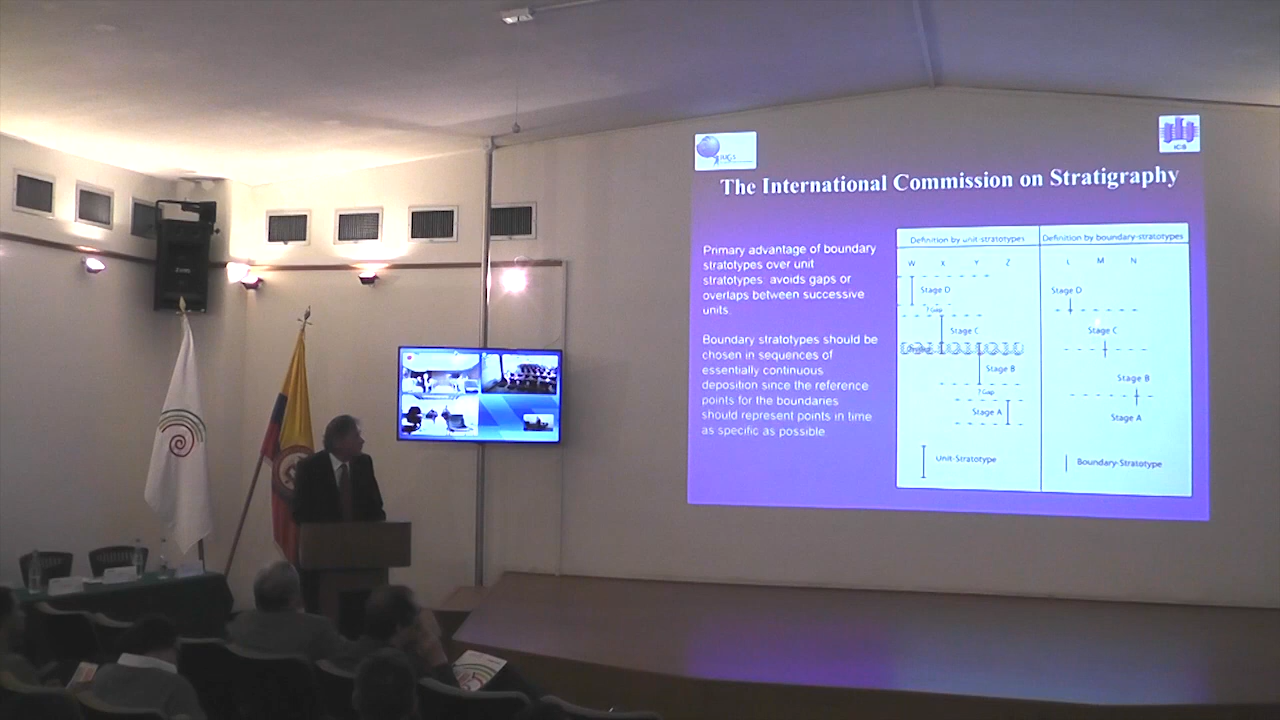 IUGS
ICS
The International Commission on Stratigraphy
Primary advantage of boundary
stratotypes over unit
stratotypes: avoids gaps or
overlaps between successive
units.
Boundary stratotypes should be
chosen in sequences of
essentially continuous
deposition since the reference
points for the boundaries
should represent points in time
as specific as possible
Definition by unit-stratotypes
W X Y Z
Stage D
? Gap
Stage C
Overlap
Stage B
? Gap
Stage A
Unit-Stratotype
Definition by boundary-stratotypes
L M N
Stage D
Stage C
Stage B
Stage A
Boundary-Stratotype